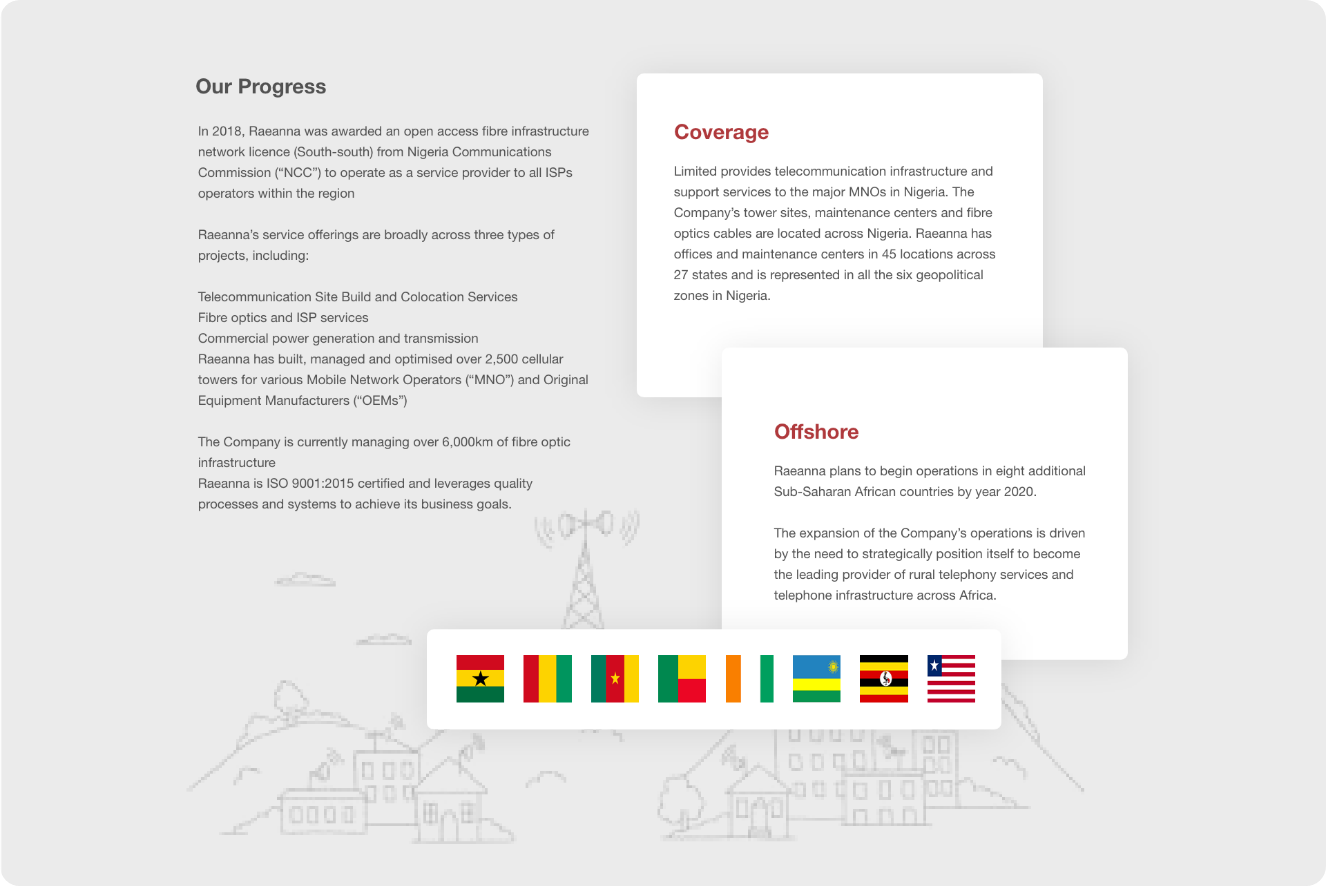 Our Progress
In 2018, Raeanna was awarded an open access fibre infrastructure
network licence (South-south) from Nigeria Communications
Commission (“NCC”) to operate as a service provider to all ISPs
operators within the region
Raeanna’s service offerings are broadly across three types of
projects, including:
Telecommunication Site Build and Colocation Services
Fibre optics and ISP services
Commercial power generation and transmission
Raeanna has built, managed and optimised over 2,500 cellular
towers for various Mobile Network Operators (“MNO”) and Original
Equipment Manufacturers (“OEMs”)
The Company is currently managing over 6,000km of fibre optic
infrastructure
Raeanna is ISO 9001:2015 certified and leverages quality
processes and systems to achieve its business goals.
Coverage
Limited provides telecommunication infrastructure and
support services to the major MNOs in Nigeria. The
Company’s tower sites, maintenance centers and fibre
optics cables are located across Nigeria. Raeanna has
offices and maintenance centers in 45 locations across
27 states and is represented in all the six geopolitical
zones in Nigeria.
Offshore
Raeanna plans to begin operations in eight additional
Sub-Saharan African countries by year 2020.
The expansion of the Company’s operations is driven
by the need to strategically position itself to become
the leading provider of rural telephony services and
telephone infrastructure across Africa.